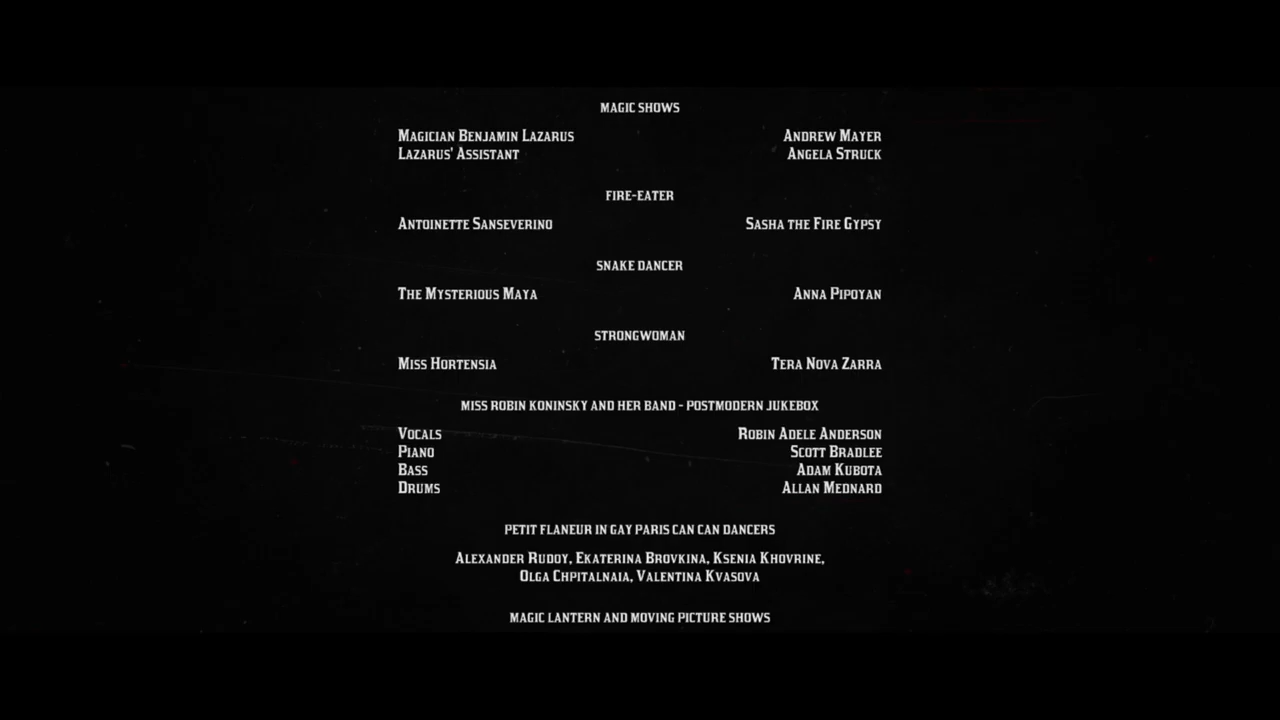 MAGIC SHOWS
MAGICIAN BENJAMIN LAZARUS ANDREW MAYER
LAZARUS' ASSISTANT ANGELA STRUCK
FIRE-EATER
ANTOINETTE SANSEVERINO SASHA THE FIRE GYPSY
SNAKE DANCER
THE MYSTERIOUS MAYA ANNA PIPOYAN
STRONGWOMAN
MISS HORTENSIA TERA NOVA ZARRA
MISS ROBIN KONINSKY AND HER BAND - POSTMODERN JUKEBOX
VOCALS ROBIN ADELE ANDERSON
PIANO SCOTT BRADLEE
BASS ADAM KUBOTA
DRUMS ALLAN MEDNARD
PETIT FLANEUR IN GAY PARIS CAN CAN DANCERS
ALEXANDER RUDOY, EKATERINA BROVKINA, KSENIA KHOVRINE,
OLGA CHPITALNAIA, VALENTINA KVASOVA
MAGIC LANTERN AND MOVING PICTURE SHOWS